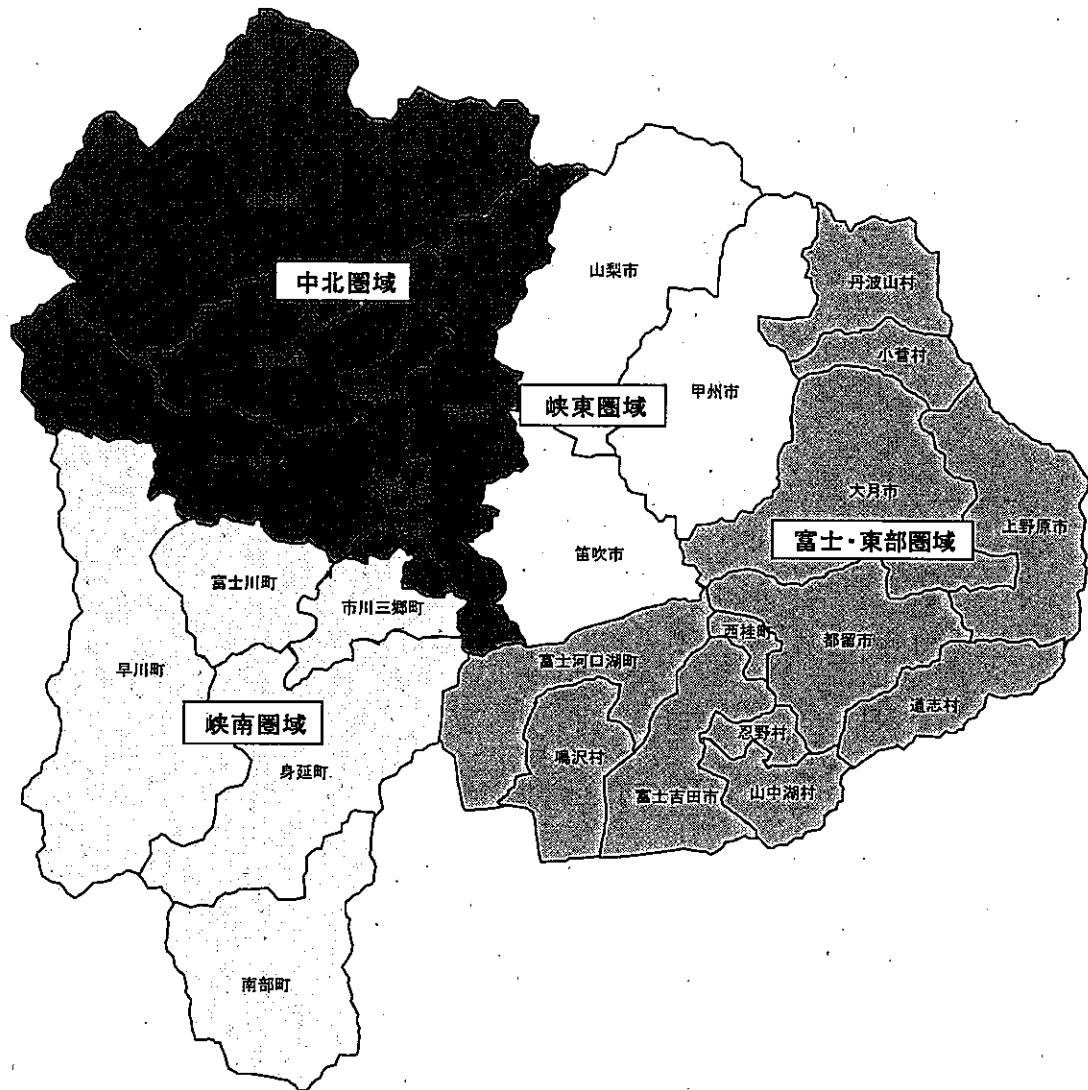 中北圏域
山梨市
丹波山村
小菅村
峡東圏域
甲州市
大月市
上野原市
富士・東部圏域
笛吹市
富士川町
市川三郷町
西桂町
都留市
早川町
富士河口湖町
道志村
峡南圏域
忍野村
鳴沢村
身延町
富士吉田市
山中湖村
南部町